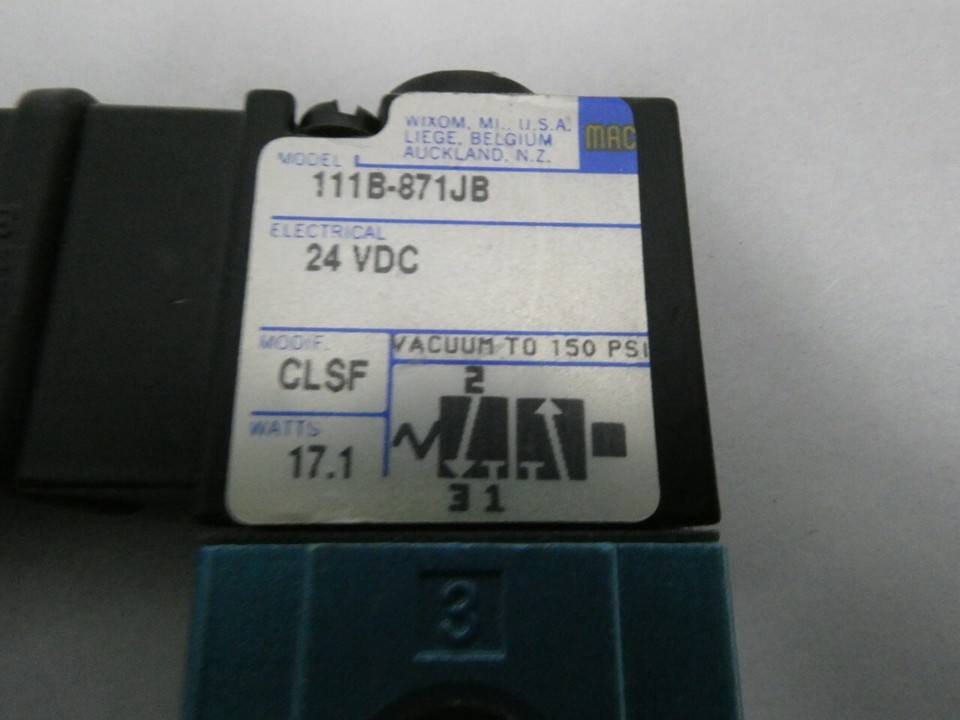 WIXOM, MI., U.S.A.
LIEGE, BELGIUM
AUCKLAND, N.Z.
MAC
MODEL
111B-871JB
ELECTRICAL
24 VDC
MODIF.
CLSF
VACUUM TO 150 PSI
WATTS
17.1
2
3 1
3